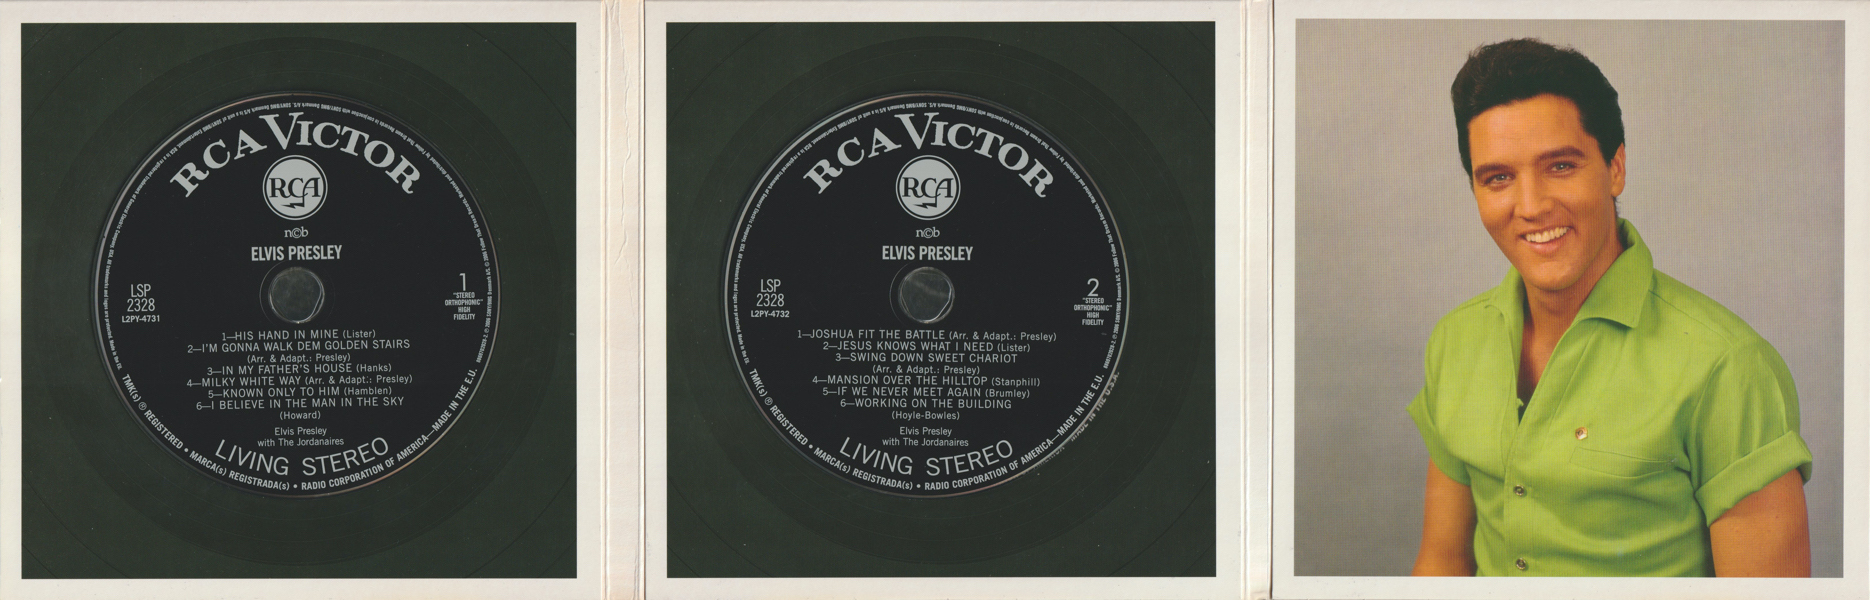 RCA VICTOR
RCA
n©b
ELVIS PRESLEY
LSP
2328
L2PY-4731
1
"STEREO
ORTHOPHONIC"
HIGH
FIDELITY
1—HIS HAND IN MINE (Lister)
2—I'M GONNA WALK DEM GOLDEN STAIRS
(Arr. & Adapt.: Presley)
3—IN MY FATHER'S HOUSE (Hanks)
4—MILKY WHITE WAY (Arr. & Adapt.: Presley)
5—KNOWN ONLY TO HIM (Hamblen)
6—I BELIEVE IN THE MAN IN THE SKY
(Howard)
Elvis Presley
with The Jordanaires
LIVING STEREO
TMK(s) ® REGISTERED • MARCA(s) REGISTRADA(s) • RADIO CORPORATION OF AMERICA—MADE IN THE E.U.
RCA VICTOR
RCA
n©b
ELVIS PRESLEY
LSP
2328
L2PY-4732
2
"STEREO
ORTHOPHONIC"
HIGH
FIDELITY
1—JOSHUA FIT THE BATTLE (Arr. & Adapt.: Presley)
2—JESUS KNOWS WHAT I NEED (Lister)
3—SWING DOWN SWEET CHARIOT
(Arr. & Adapt.: Presley)
4—MANSION OVER THE HILLTOP (Stanphill)
5—IF WE NEVER MEET AGAIN (Brumley)
6—WORKING ON THE BUILDING
(Hoyle-Bowles)
Elvis Presley
with The Jordanaires
LIVING STEREO
TMK(s) ® REGISTERED • MARCA(s) REGISTRADA(s) • RADIO CORPORATION OF AMERICA—MADE IN THE E.U.